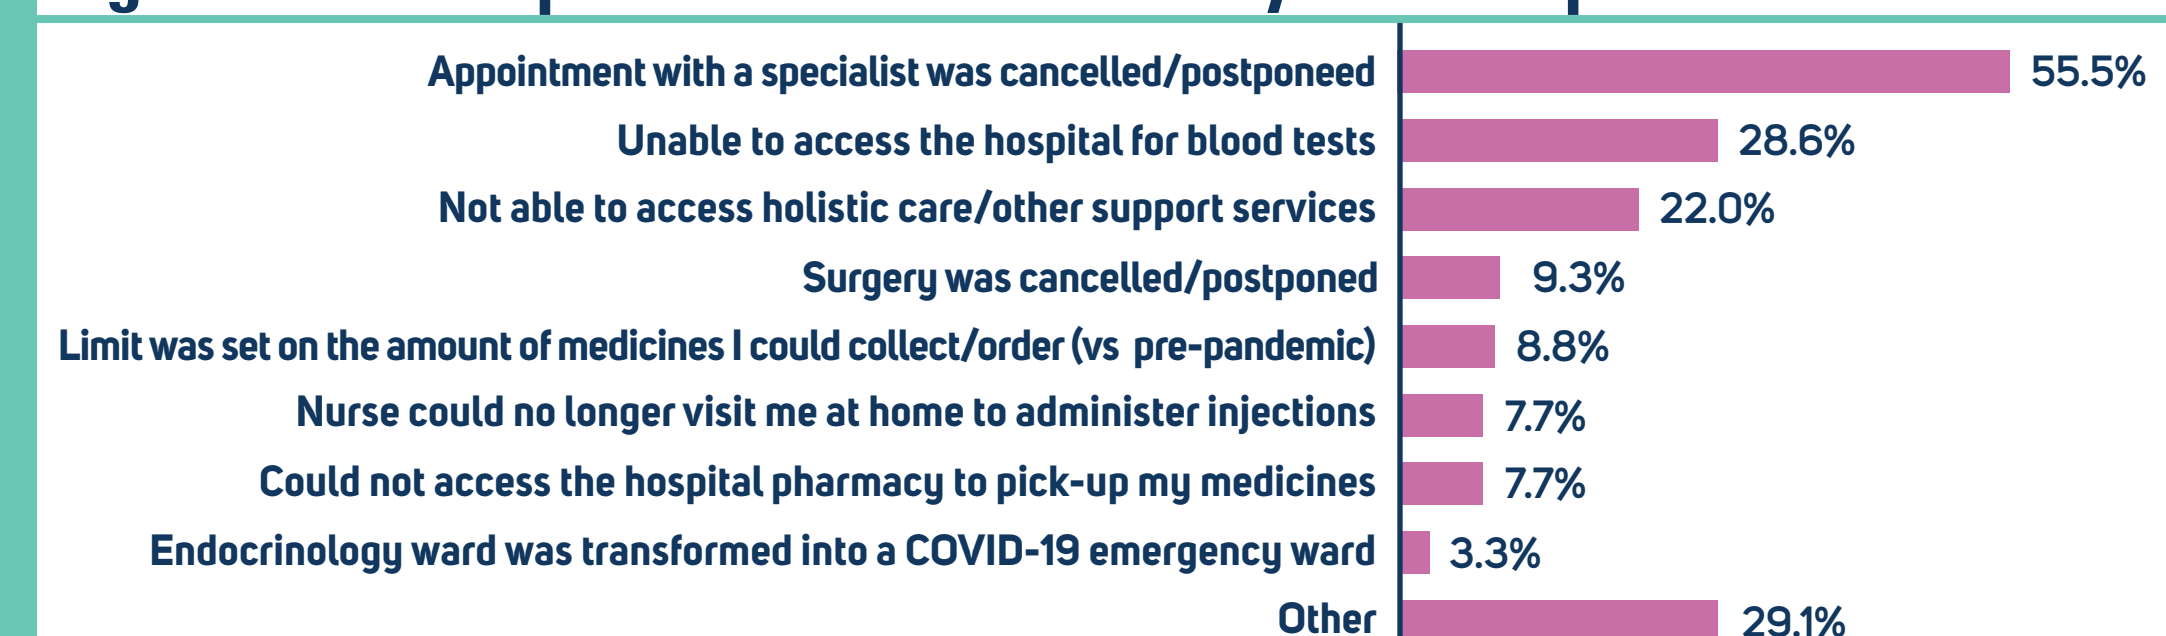 Appointment with a specialist was cancelled/postponeed 55.5%
Unable to access the hospital for blood tests 28.6%
Not able to access holistic care/other support services 22.0%
Surgery was cancelled/postponed 9.3%
Limit was set on the amount of medicines I could collect/order (vs pre-pandemic) 8.8%
Nurse could no longer visit me at home to administer injections 7.7%
Could not access the hospital pharmacy to pick-up my medicines 7.7%
Endocrinology ward was transformed into a COVID-19 emergency ward 3.3%
Other 29.1%